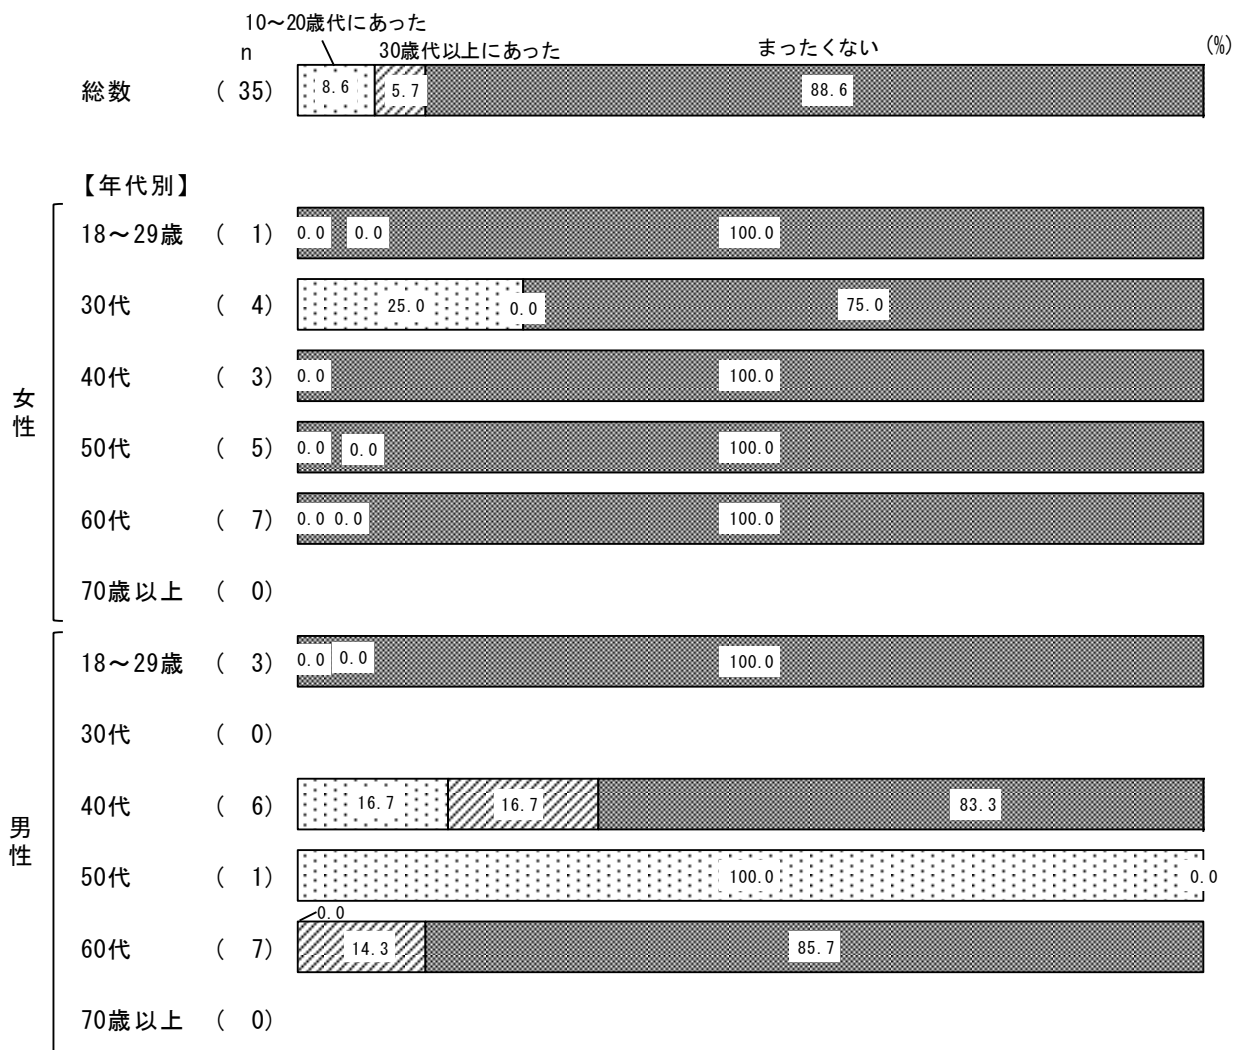 10～20歳代にあった
n 30歳代以上にあった まったくない (%)
総数 ( 35) 8.6 5.7 88.6
【年代別】
女性
18～29歳 ( 1) 0.0 0.0 100.0
30代 ( 4) 25.0 0.0 75.0
40代 ( 3) 0.0 100.0
50代 ( 5) 0.0 0.0 100.0
60代 ( 7) 0.0 0.0 100.0
70歳以上 ( 0)
男性
18～29歳 ( 3) 0.0 0.0 100.0
30代 ( 0)
40代 ( 6) 16.7 16.7 83.3
50代 ( 1) 100.0 0.0
0.0
60代 ( 7) 14.3 85.7
70歳以上 ( 0)